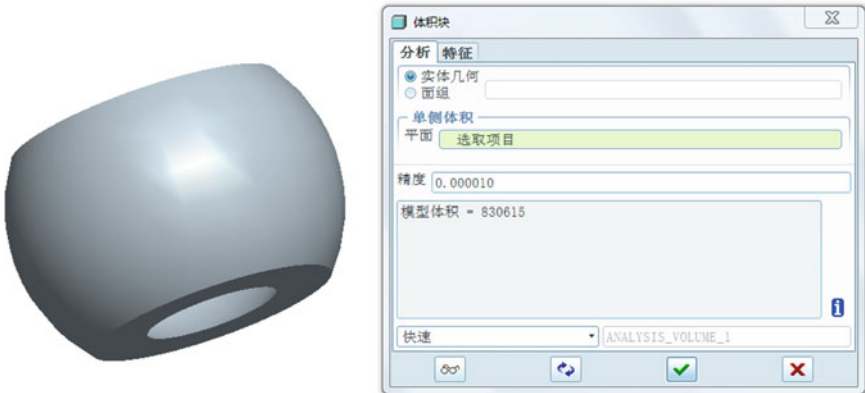 体积块
分析 特征
实体几何
面组
单侧体积
平面 选取项目
精度 0.000010
模型体积 = 830615
快速 ANALYSIS_VOLUME_1